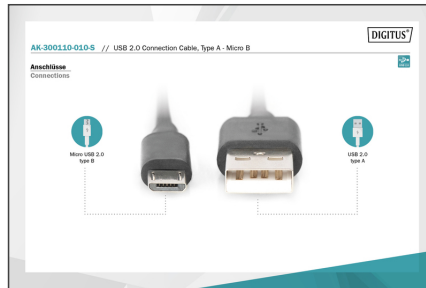 DIGITUS®
AK-300110-010-S // USB 2.0 Connection Cable, Type A - Micro B
Anschlüsse
Connections
Micro USB 2.0
type B
USB 2.0
type A